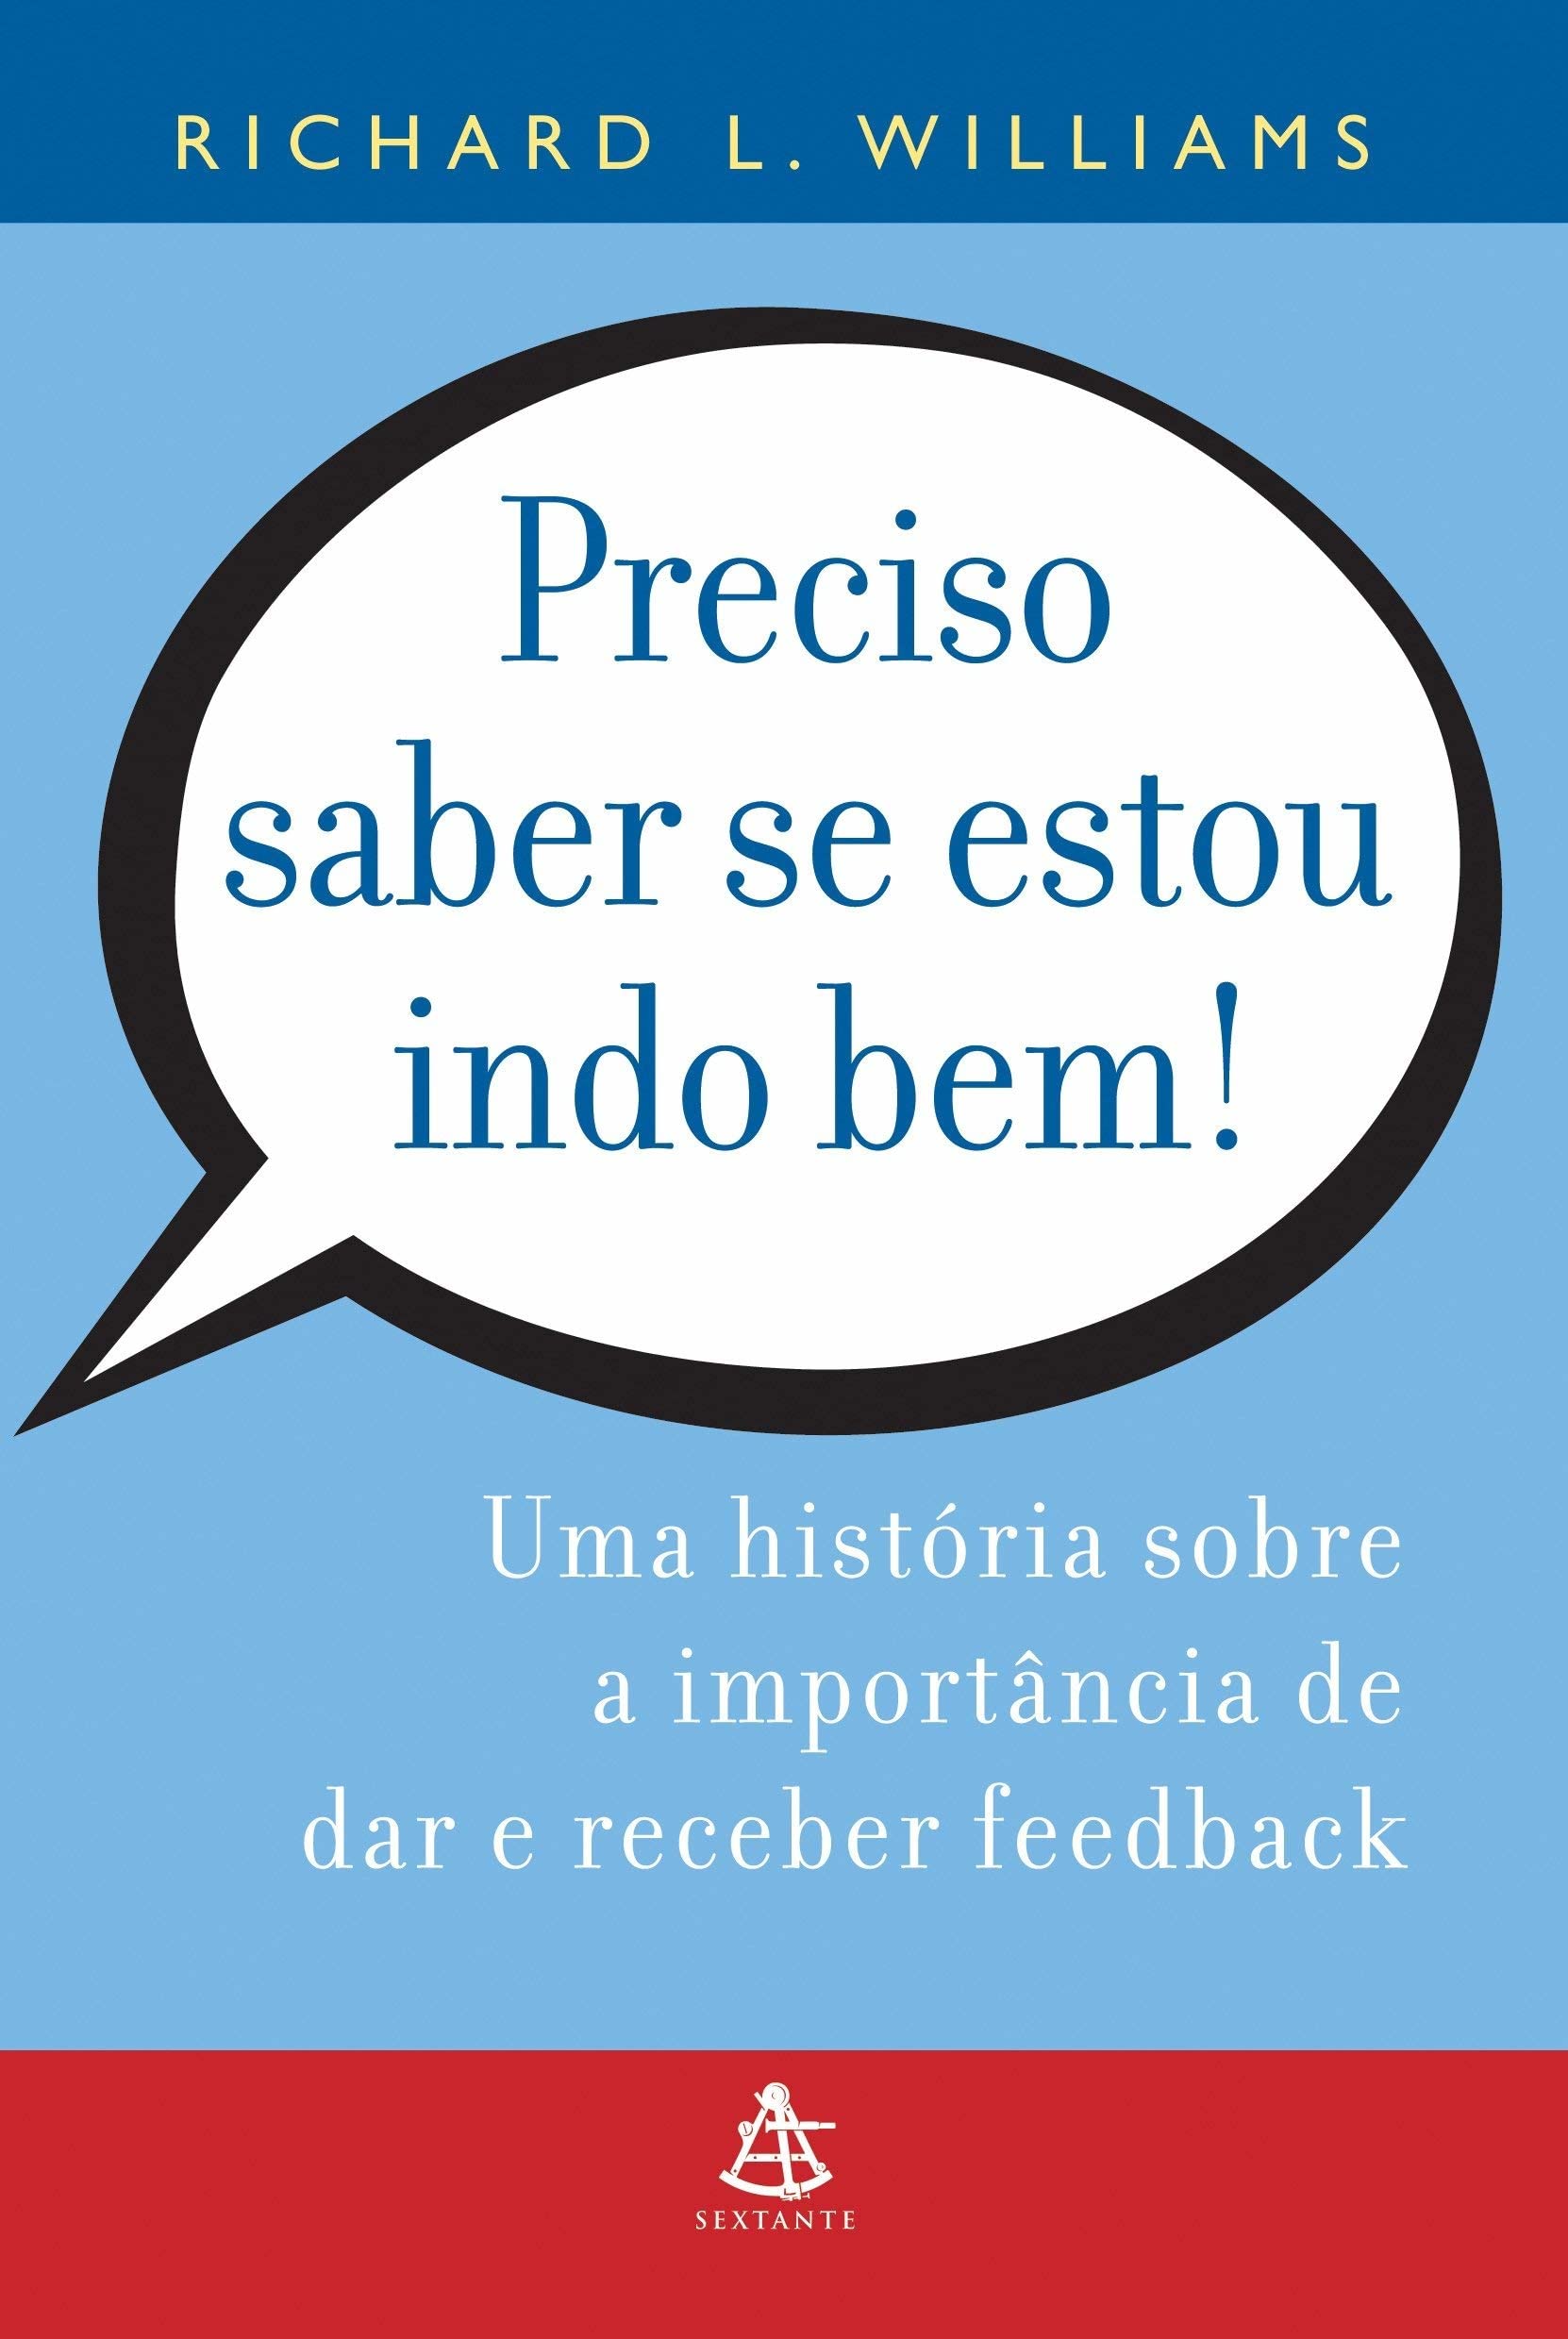 RICHARD L. WILLIAMS
Preciso
saber se estou
indo bem!
Uma história sobre
a importância de
dar e receber feedback
SEXTANTE